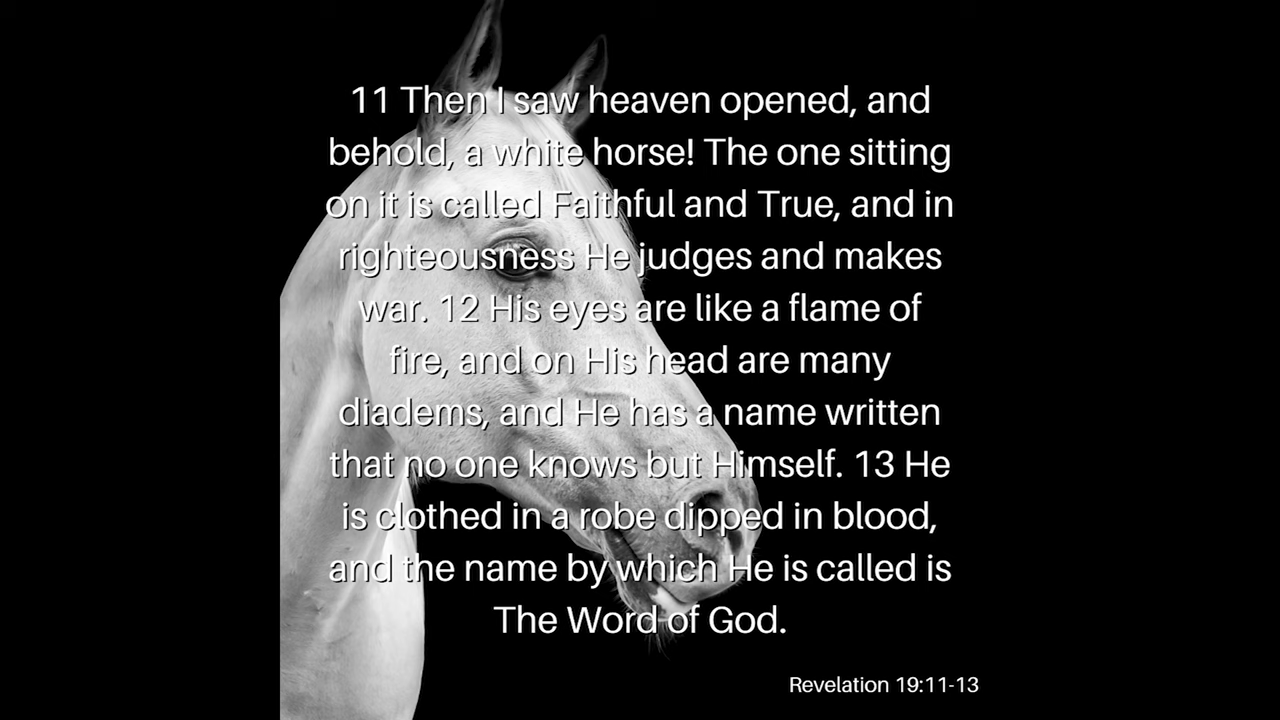 11 Then I saw heaven opened, and
behold, a white horse! The one sitting
on it is called Faithful and True, and in
righteousness He judges and makes
war. 12 His eyes are like a flame of
fire, and on His head are many
diadems, and He has a name written
that no one knows but Himself. 13 He
is clothed in a robe dipped in blood,
and the name by which He is called is
The Word of God.
Revelation 19:11-13